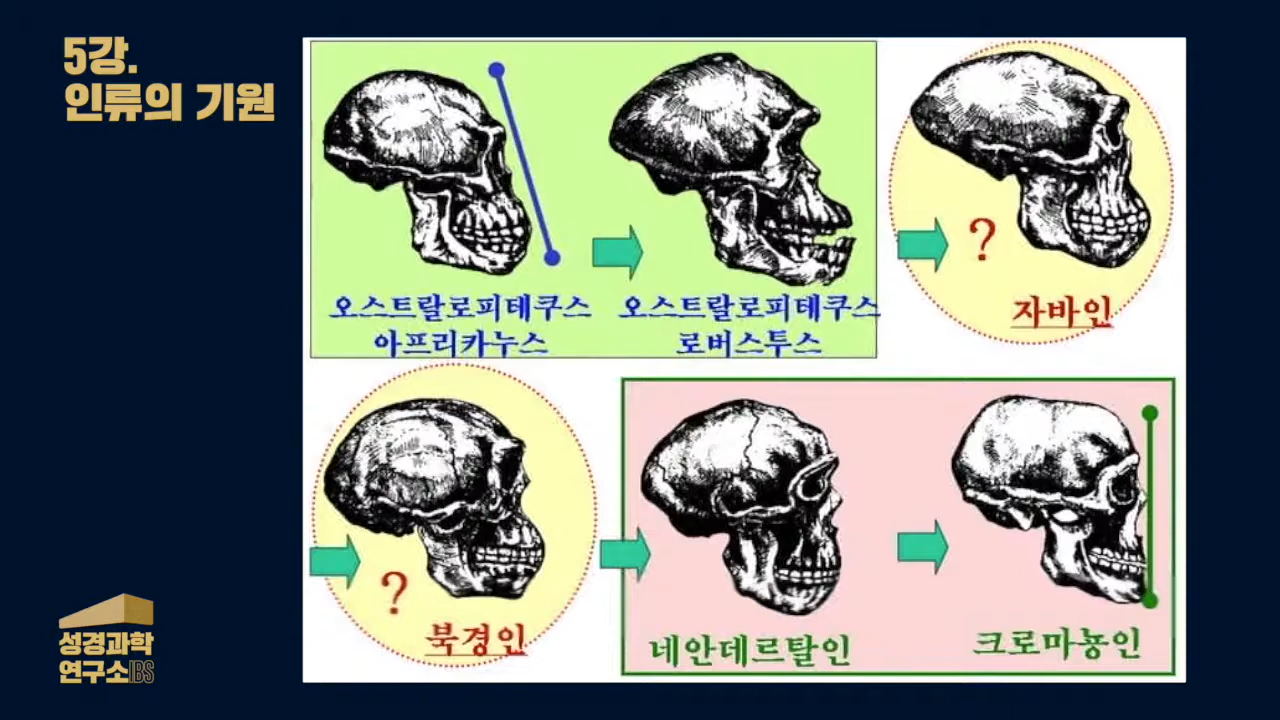 5강.
인류의 기원
오스트랄로피테쿠스
아프리카누스
오스트랄로피테쿠스
로버스투스
?
자바인
?
북경인
네안데르탈인
크로마뇽인
성경과학
연구소IBS